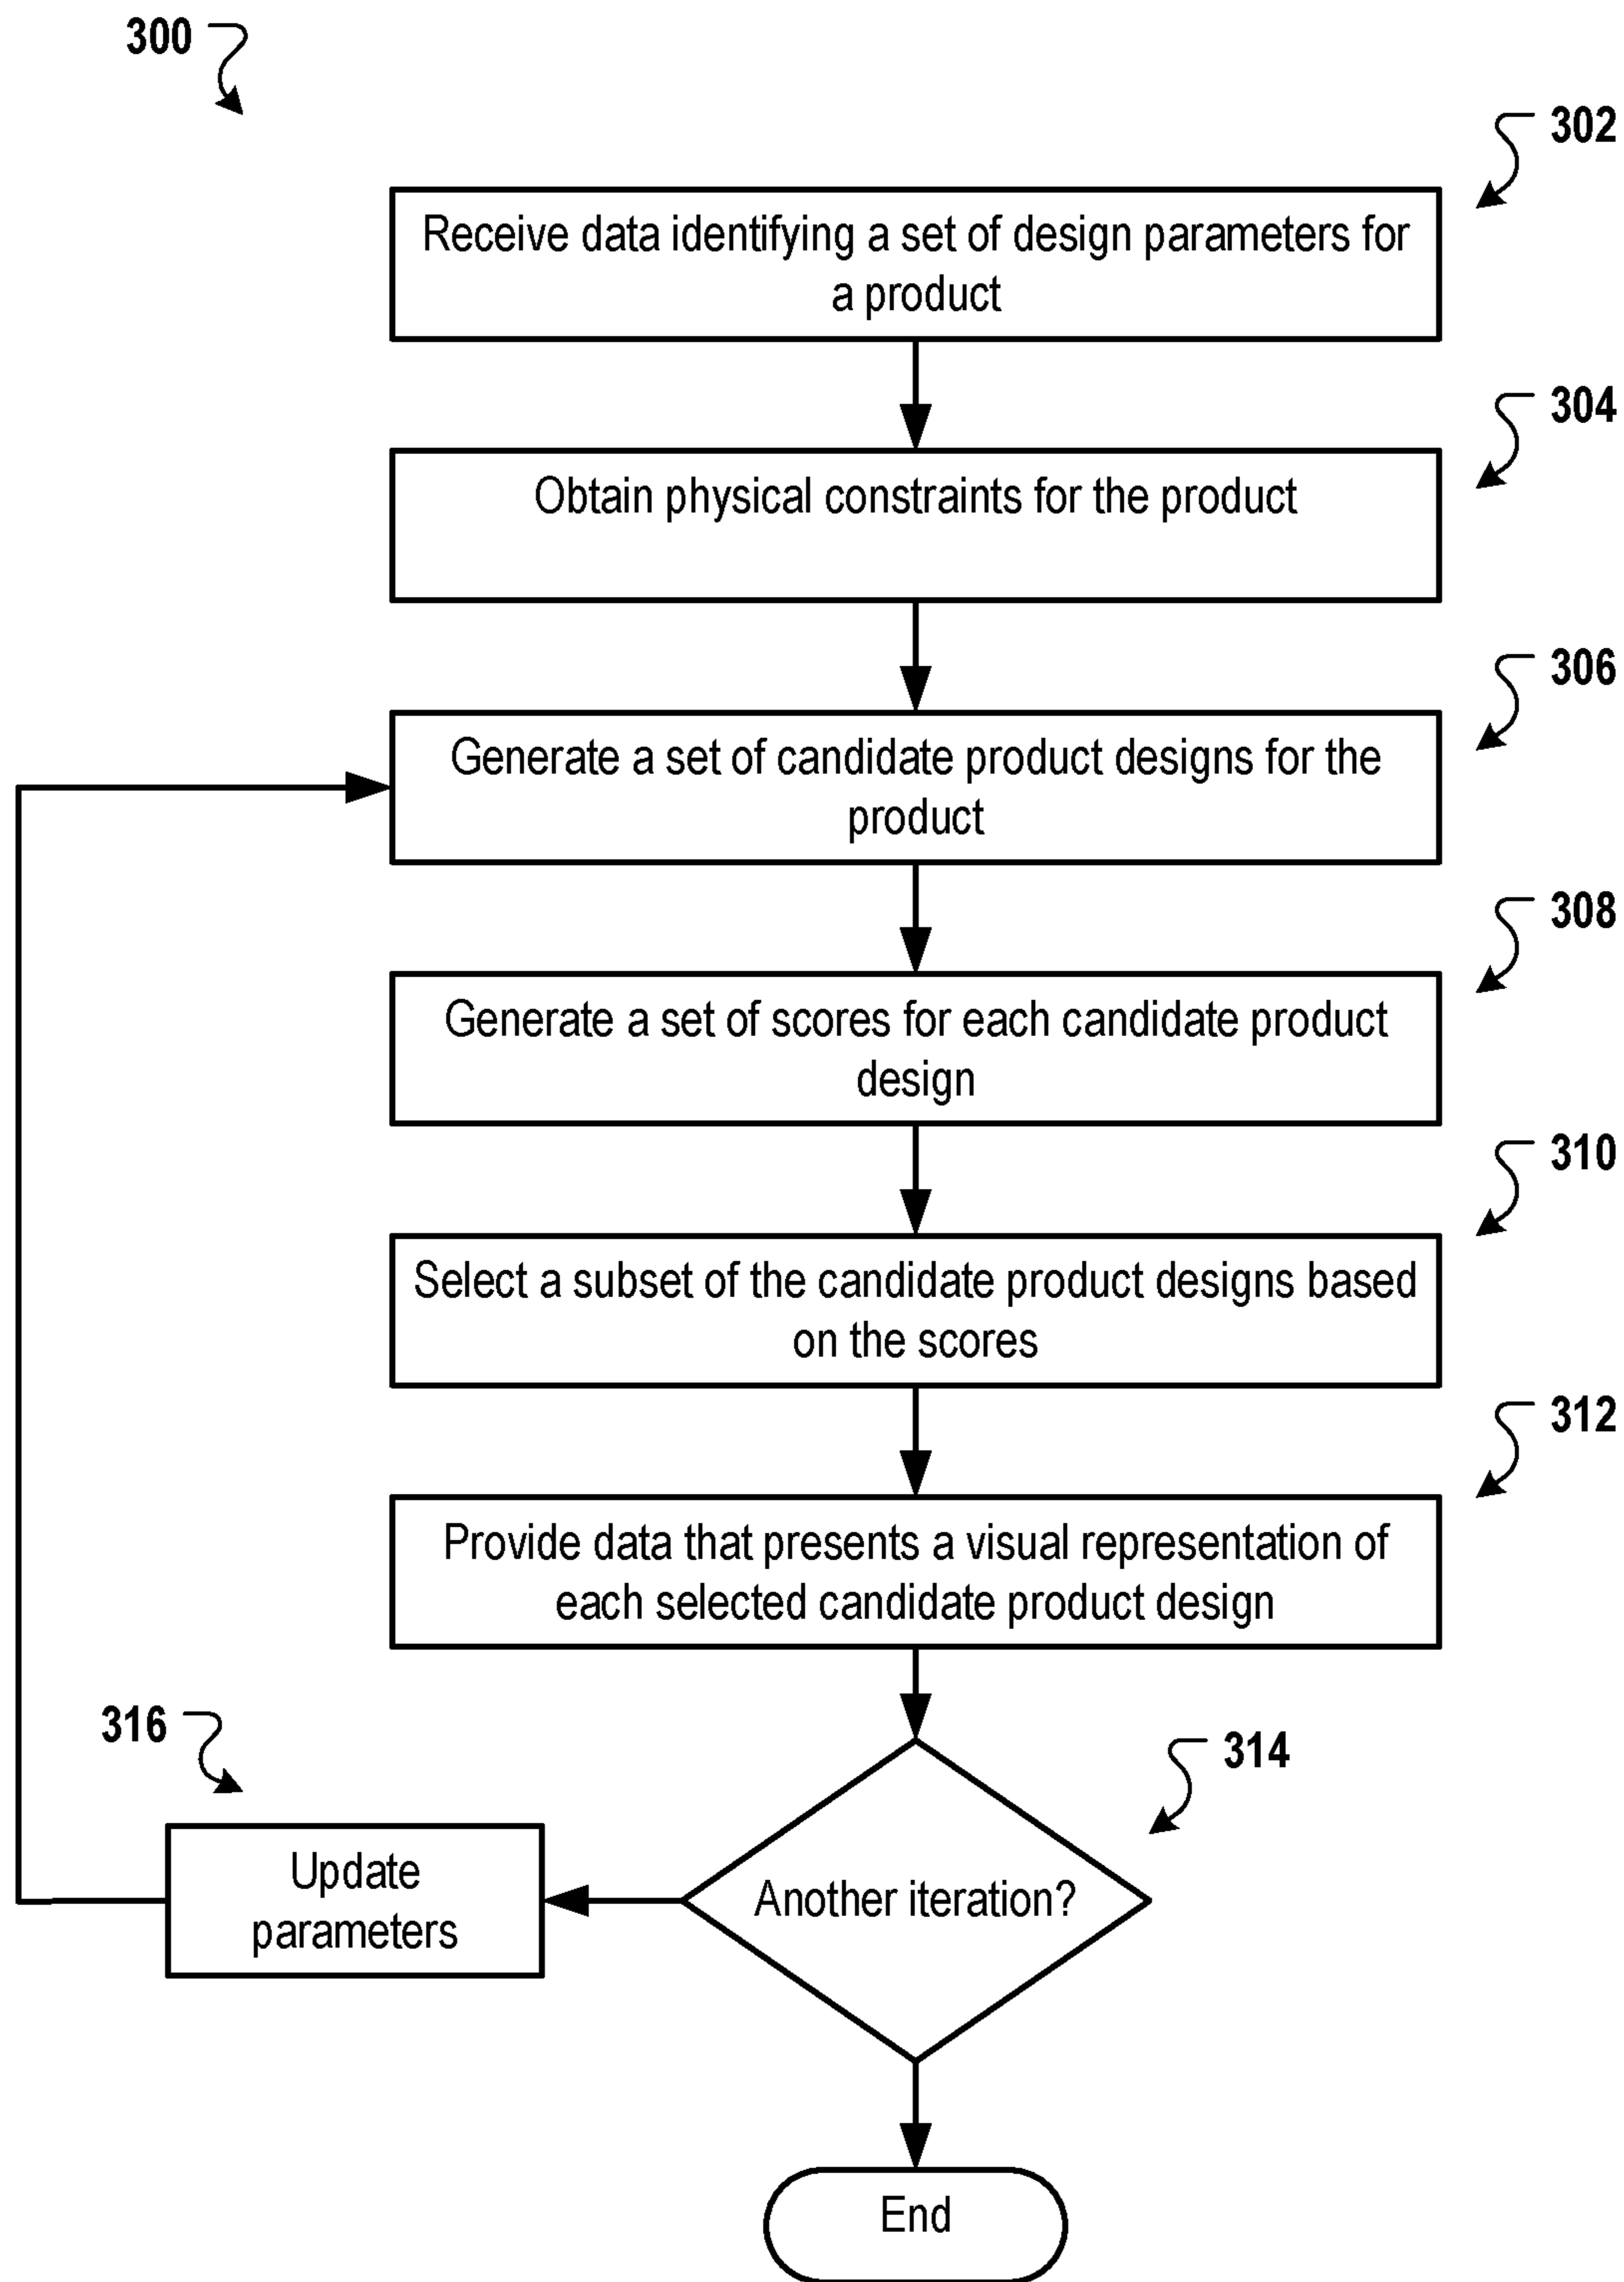 300
302
Receive data identifying a set of design parameters for
a product
304
Obtain physical constraints for the product
306
Generate a set of candidate product designs for the
product
308
Generate a set of scores for each candidate product
design
310
Select a subset of the candidate product designs based
on the scores
312
Provide data that presents a visual representation of
each selected candidate product design
316
314
Update
parameters
Another iteration?
End